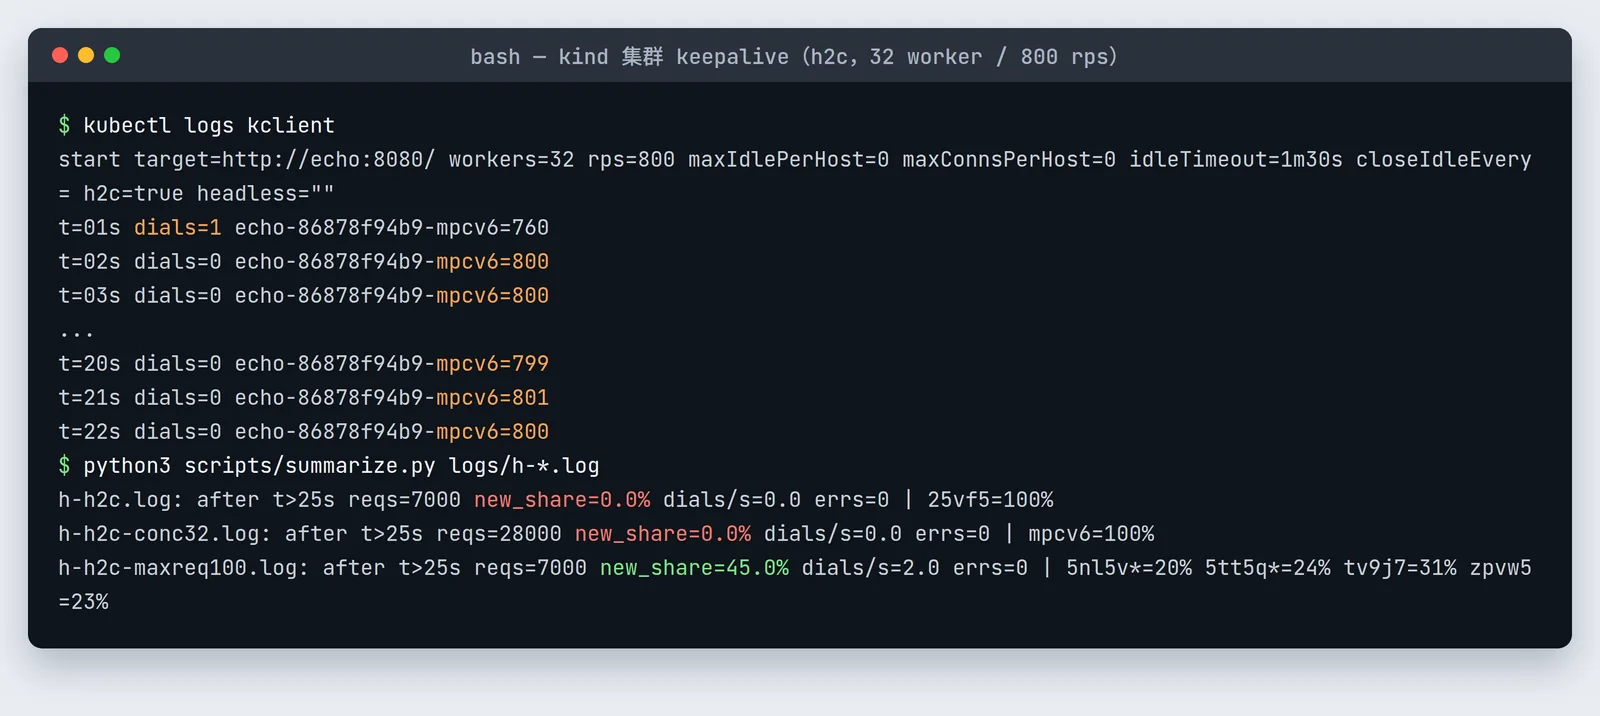 bash — kind 集群 keepalive（h2c，32 worker / 800 rps）
$ kubectl logs kclient
start target=http://echo:8080/ workers=32 rps=800 maxIdlePerHost=0 maxConnsPerHost=0 idleTimeout=1m30s closeIdleEvery
= h2c=true headless=""
t=01s dials=1 echo-86878f94b9-mpcv6=760
t=02s dials=0 echo-86878f94b9-mpcv6=800
t=03s dials=0 echo-86878f94b9-mpcv6=800
...
t=20s dials=0 echo-86878f94b9-mpcv6=799
t=21s dials=0 echo-86878f94b9-mpcv6=801
t=22s dials=0 echo-86878f94b9-mpcv6=800
$ python3 scripts/summarize.py logs/h-*.log
h-h2c.log: after t>25s reqs=7000 new_share=0.0% dials/s=0.0 errs=0 | 25vf5=100%
h-h2c-conc32.log: after t>25s reqs=28000 new_share=0.0% dials/s=0.0 errs=0 | mpcv6=100%
h-h2c-maxreq100.log: after t>25s reqs=7000 new_share=45.0% dials/s=2.0 errs=0 | 5nl5v*=20% 5tt5q*=24% tv9j7=31% zpvw5
=23%